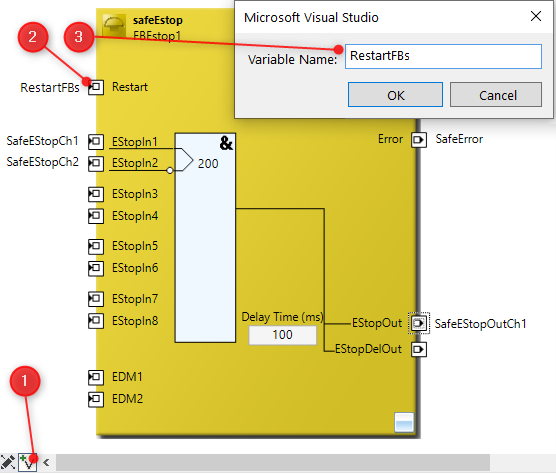 safeEstop
FBEstop1
Microsoft Visual Studio
Variable Name:
RestartFBs
OK
Cancel
2
3
RestartFBs
Restart
SafeEStopCh1
EStopIn1
SafeEStopCh2
EStopIn2
&
200
EStopIn3
EStopIn4
EStopIn5
EStopIn6
EStopIn7
EStopIn8
EDM1
EDM2
Error
SafeError
Delay Time (ms)
100
EStopOut
SafeEStopOutCh1
EStopDelOut
1